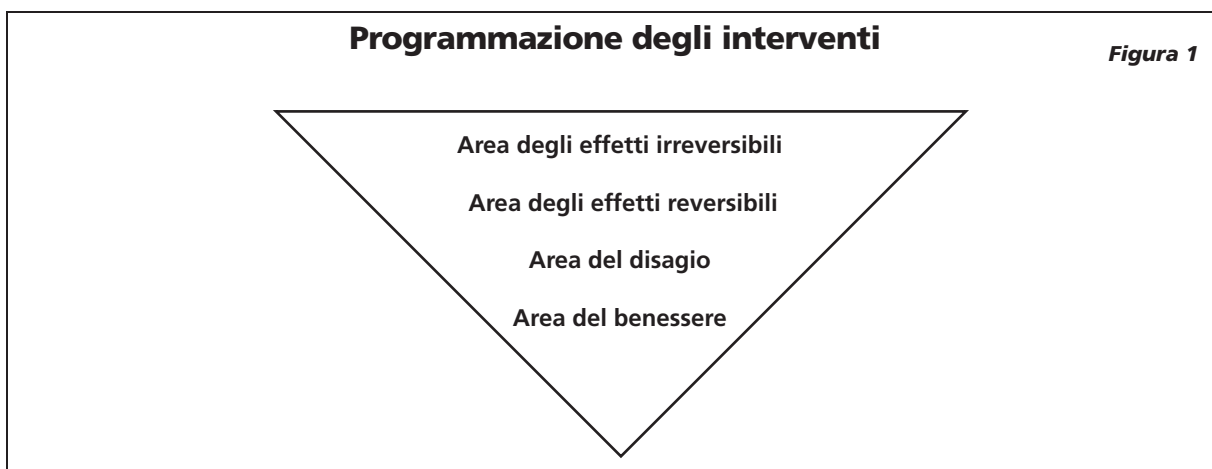 Programmazione degli interventi
Figura 1
Area degli effetti irreversibili
Area degli effetti reversibili
Area del disagio
Area del benessere